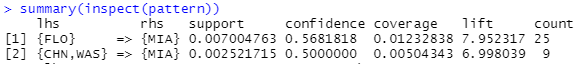 > summary(inspect(pattern))
lhs rhs support confidence coverage lift count
[1] {FLO} => {MIA} 0.007004763 0.5681818 0.01232838 7.952317 25
[2] {CHN,WAS} => {MIA} 0.002521715 0.5000000 0.00504343 6.998039 9